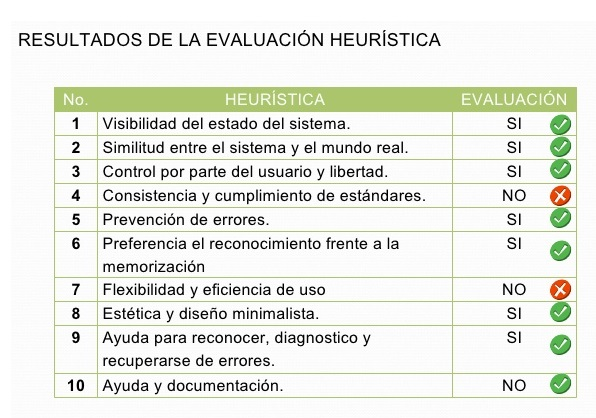 RESULTADOS DE LA EVALUACIÓN HEURÍSTICA
No. HEURÍSTICA EVALUACIÓN
1 Visibilidad del estado del sistema. SI
2 Similitud entre el sistema y el mundo real. SI
3 Control por parte del usuario y libertad. SI
4 Consistencia y cumplimiento de estándares. NO
5 Prevención de errores. SI
6 Preferencia el reconocimiento frente a la SI
memorización
7 Flexibilidad y eficiencia de uso NO
8 Estética y diseño minimalista. SI
9 Ayuda para reconocer, diagnostico y SI
recuperarse de errores.
10 Ayuda y documentación. NO